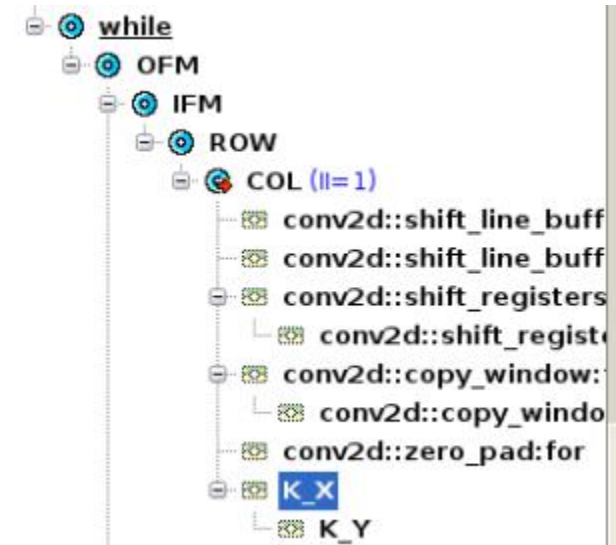 while
OFM
IFM
ROW
COL (II=1)
conv2d::shift_line_buff
conv2d::shift_line_buff
conv2d::shift_registers
conv2d::shift_registe
conv2d::copy_window:
conv2d::copy_windo
conv2d::zero_pad:for
K_X
K_Y